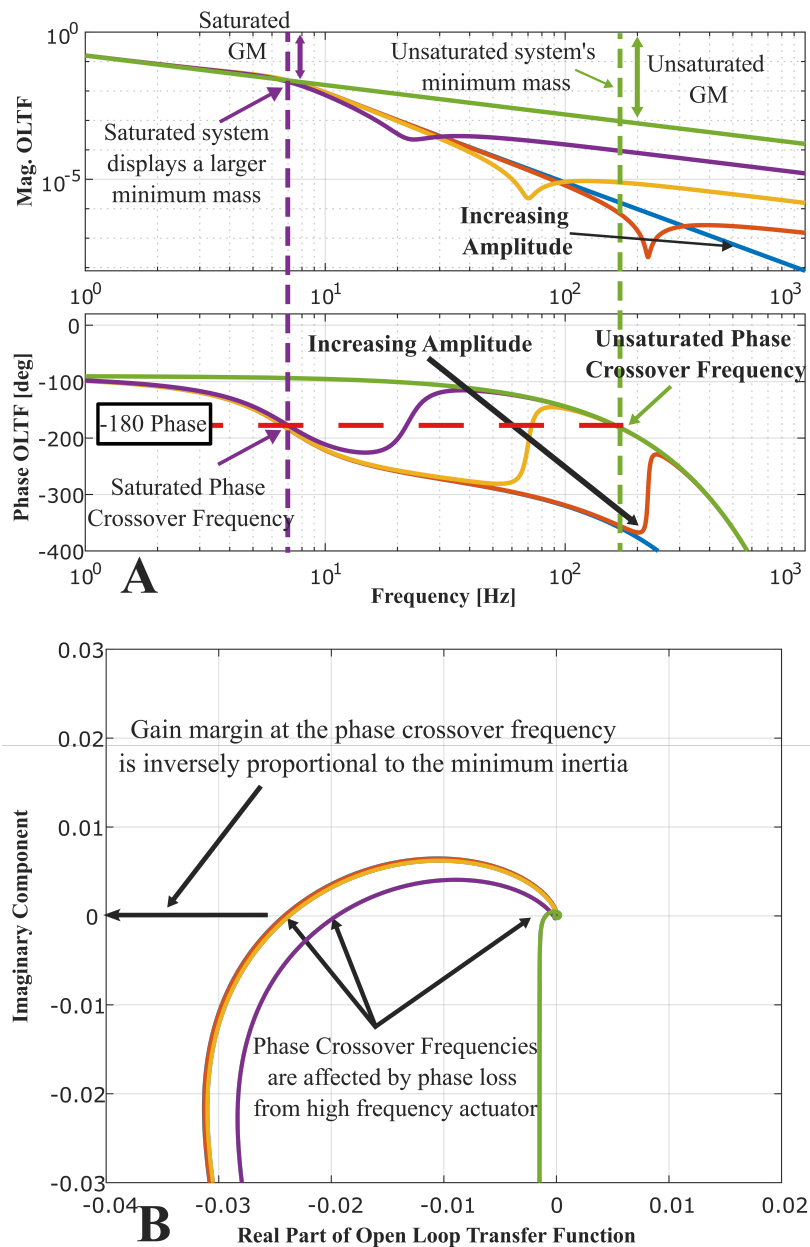 Saturated
GM
Unsaturated system's
minimum mass
Unsaturated
GM
Saturated system
displays a larger
minimum mass
Increasing
Amplitude
Mag. OLTF
10^0
10^-5
10^0
10^1
10^2
10^3
Increasing Amplitude
Unsaturated Phase
Crossover Frequency
-180 Phase
Saturated Phase
Crossover Frequency
Phase OLTF [deg]
0
-100
-200
-300
-400
10^0
10^1
10^2
10^3
A
Frequency [Hz]
0.03
0.02
0.01
0
-0.01
-0.02
-0.03
Imaginary Component
Gain margin at the phase crossover frequency
is inversely proportional to the minimum inertia
Phase Crossover Frequencies
are affected by phase loss
from high frequency actuator
-0.04
-0.03
-0.02
-0.01
0
0.01
0.02
B
Real Part of Open Loop Transfer Function